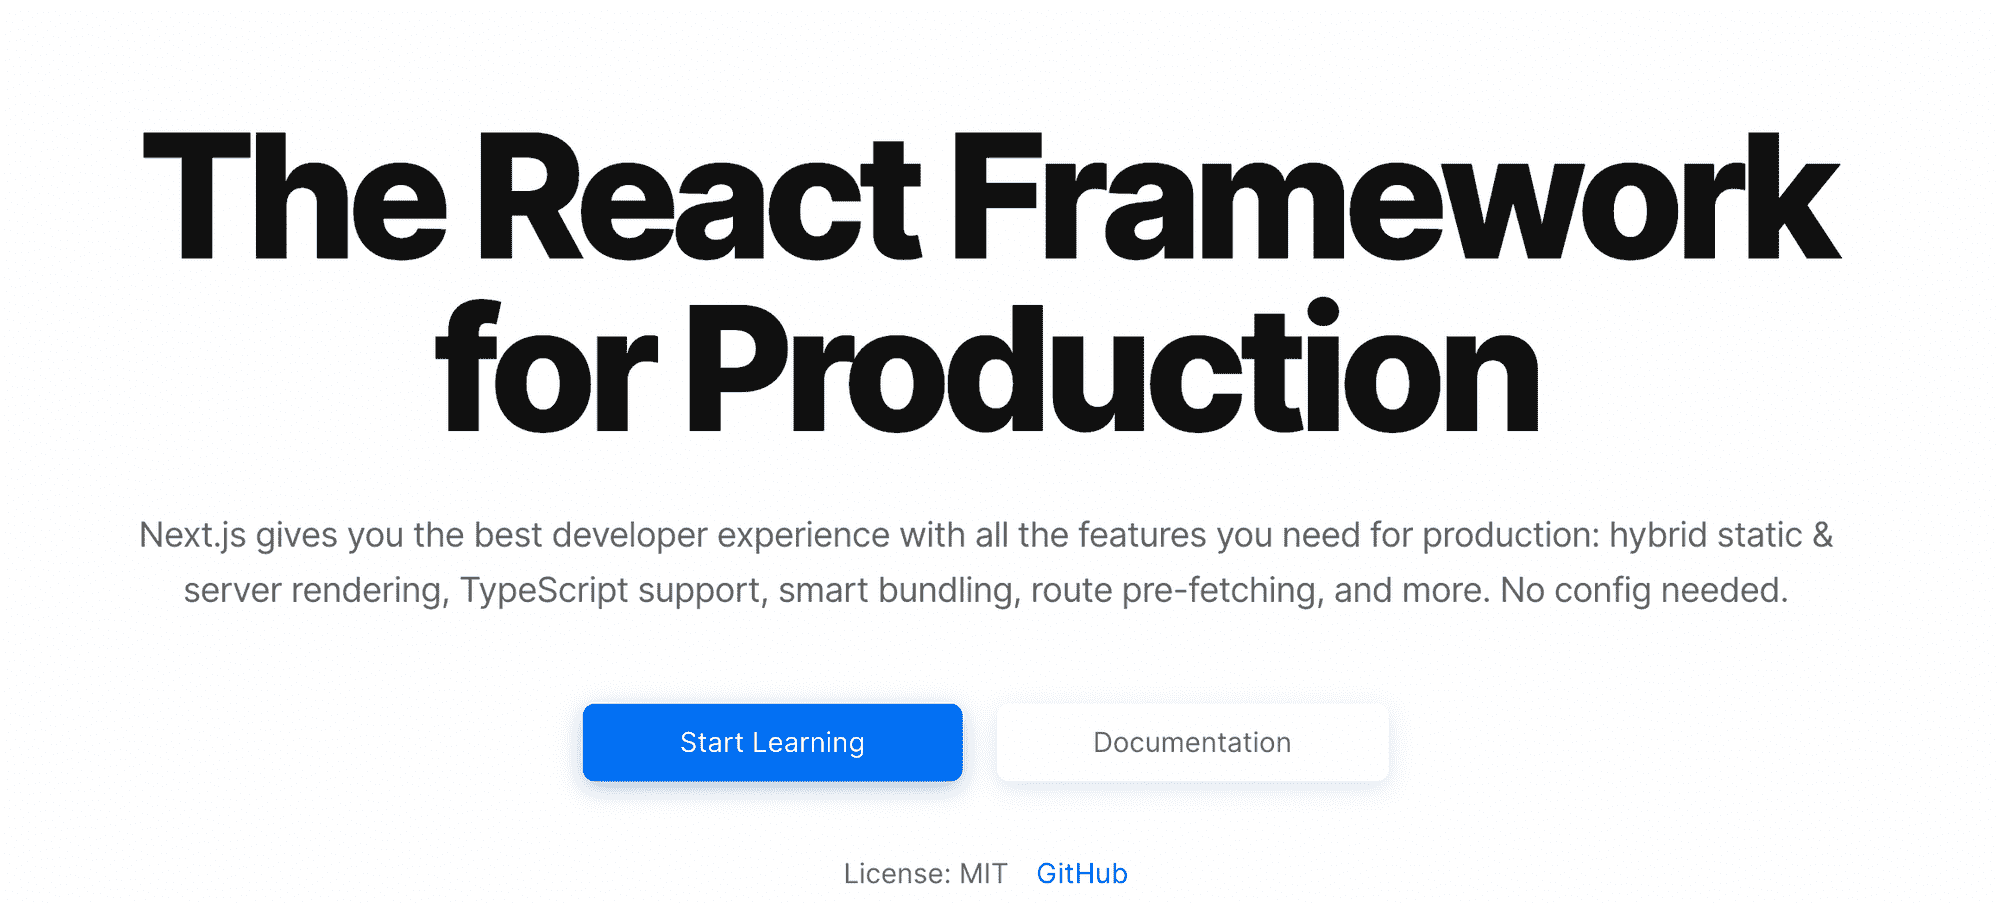 The React Framework
for Production
Next.js gives you the best developer experience with all the features you need for production: hybrid static &
server rendering, TypeScript support, smart bundling, route pre-fetching, and more. No config needed.
Start Learning
Documentation
License: MIT GitHub